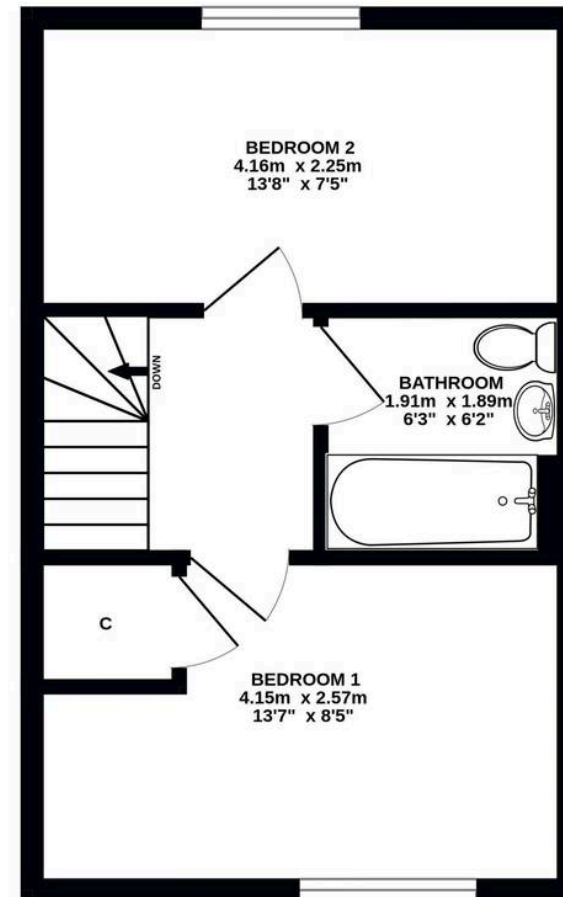 BEDROOM 2
4.16m x 2.25m
13'8" x 7'5"
DOWN
BATHROOM
1.91m x 1.89m
6'3" x 6'2"
C
BEDROOM 1
4.15m x 2.57m
13'7" x 8'5"